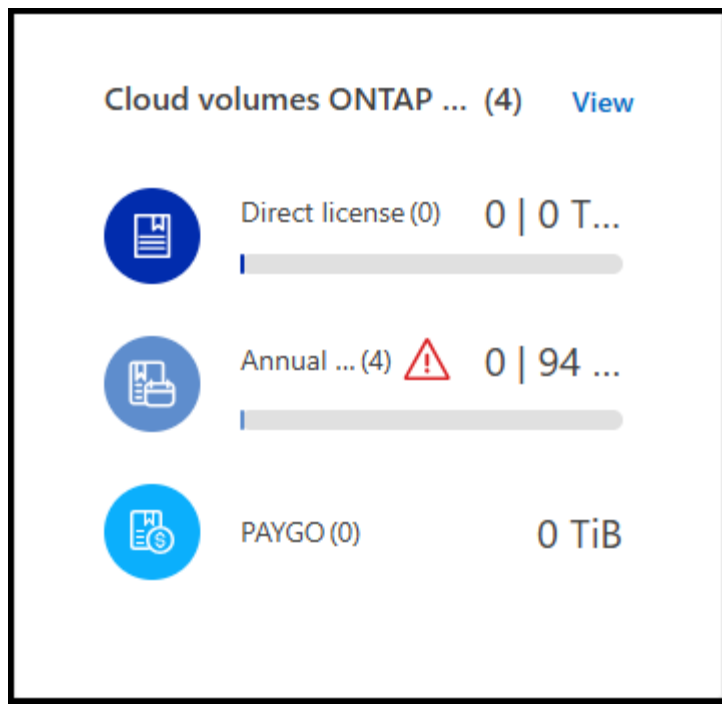 Cloud volumes ONTAP ... (4) View
Direct license (0) 0 | 0 T...
Annual ... (4) 0 | 94 ...
PAYGO (0) 0 TiB